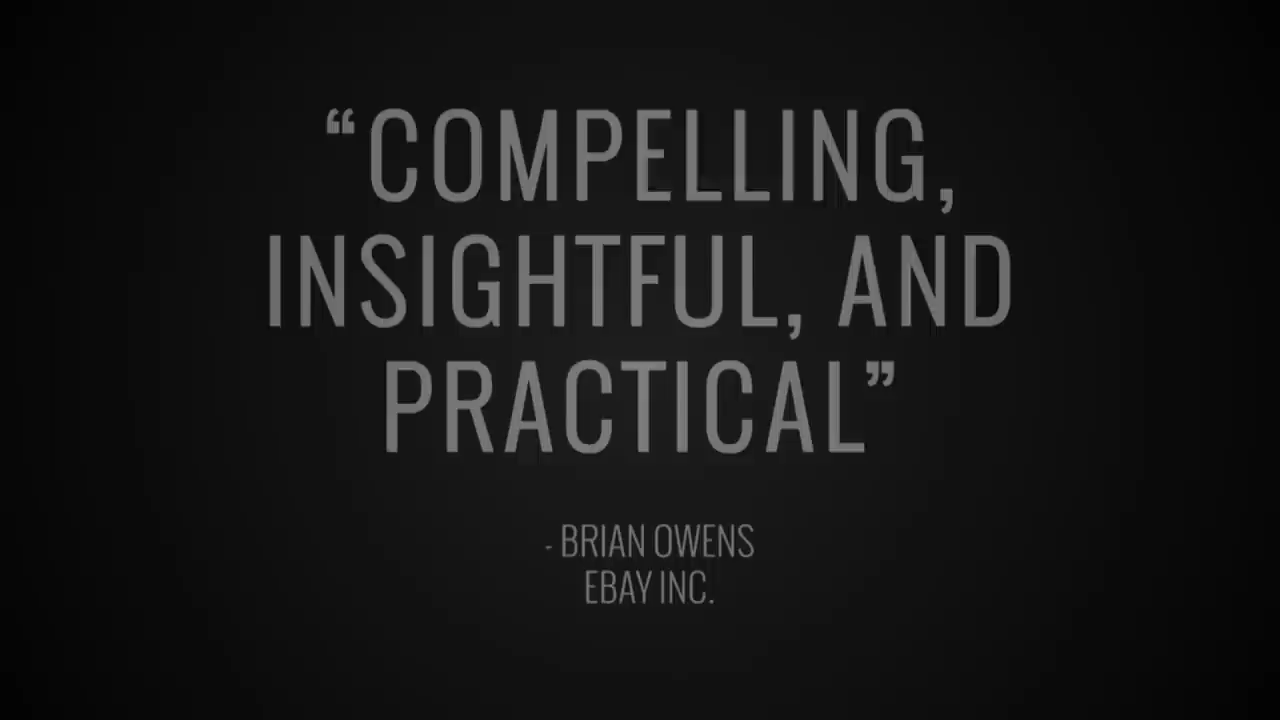 “COMPELLING,
INSIGHTFUL, AND
PRACTICAL”
- BRIAN OWENS
EBAY INC.